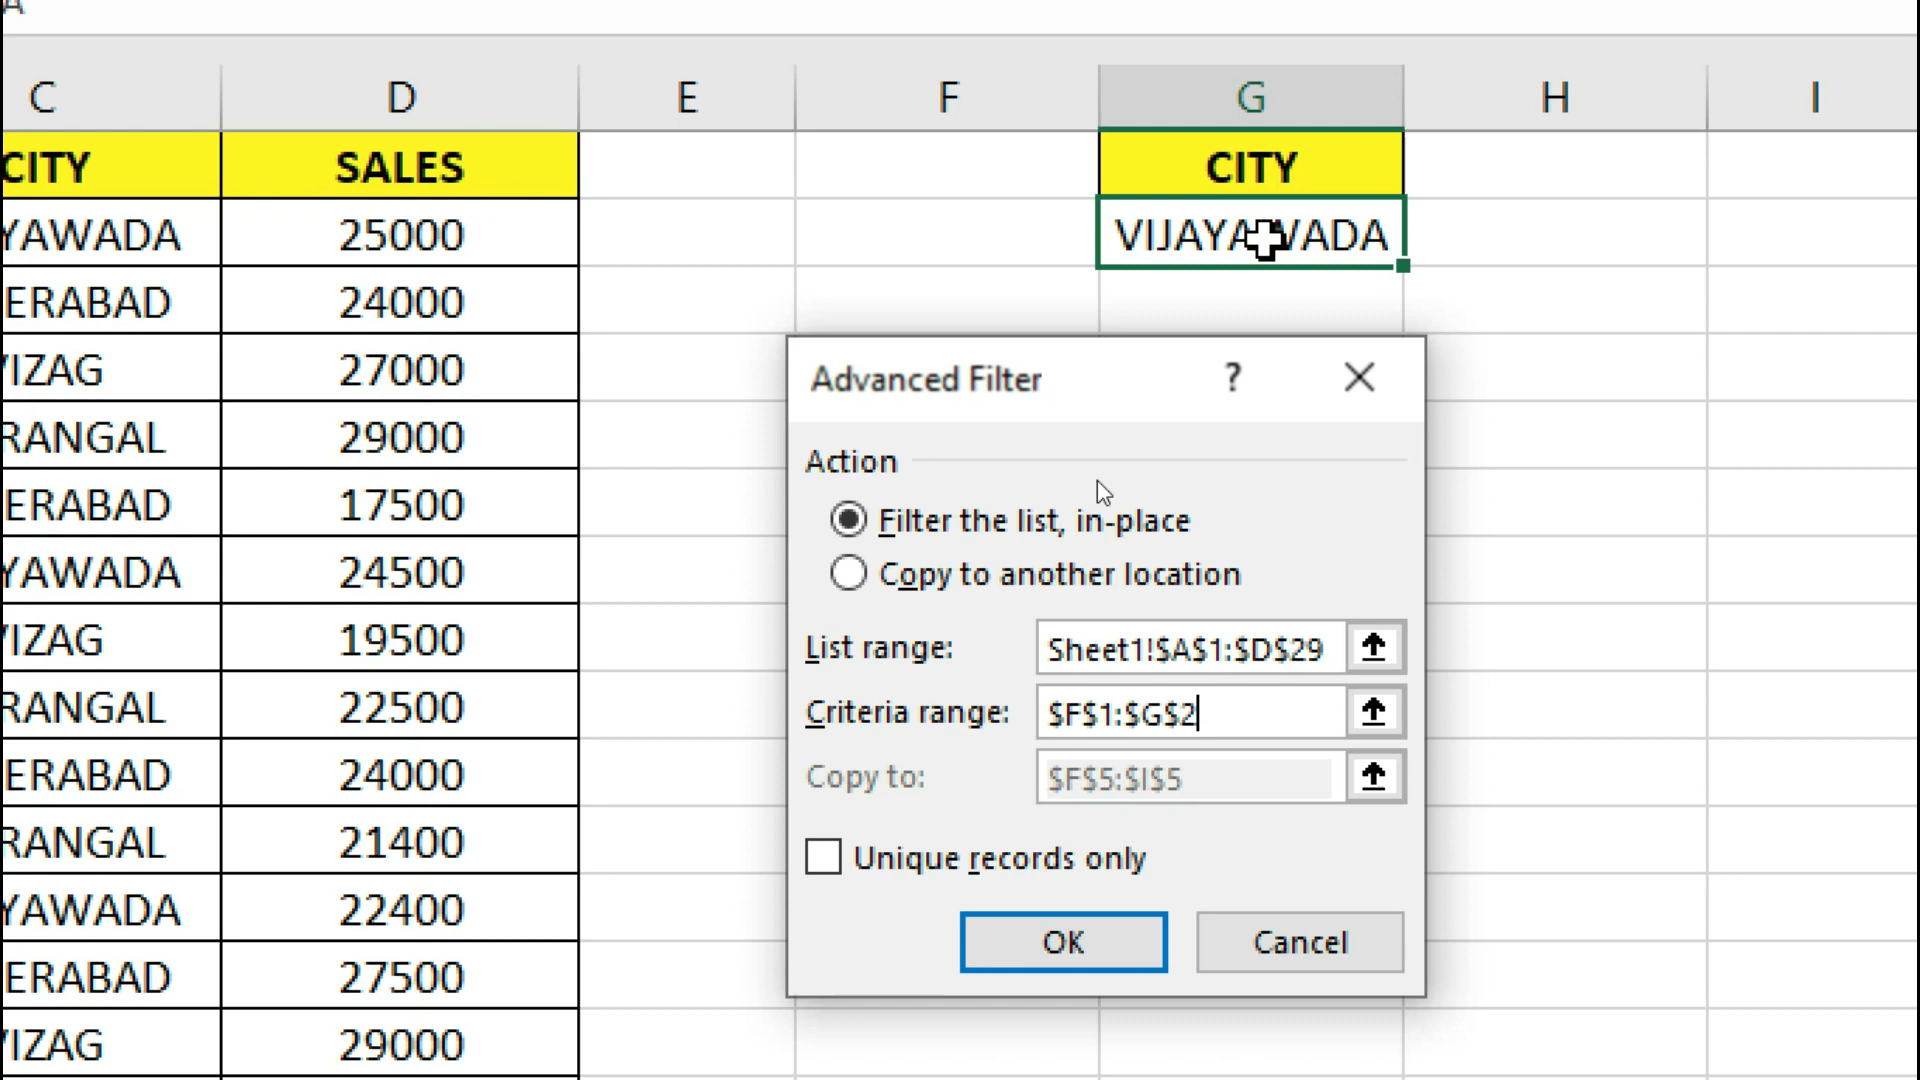 A
C D E F G H I
CITY SALES CITY
YAWADA 25000 VIJAYAWADA
ERABAD 24000
IZAG 27000
RANGAL 29000
ERABAD 17500
YAWADA 24500
IZAG 19500
RANGAL 22500
ERABAD 24000
RANGAL 21400
YAWADA 22400
ERABAD 27500
IZAG 29000
Advanced Filter ?
Action
Filter the list, in-place
Copy to another location
List range: Sheet1!$A$1:$D$29
Criteria range: $F$1:$G$2
Copy to: $F$5:$I$5
Unique records only
OK Cancel